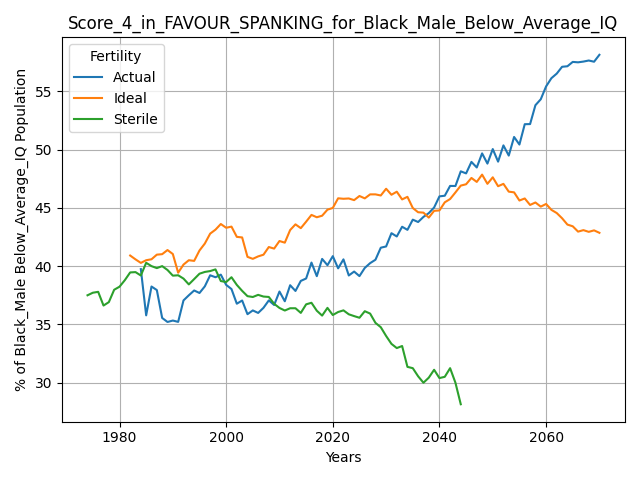 Score_4_in_FAVOUR_SPANKING_for_Black_Male_Below_Average_IQ
Fertility
Actual
Ideal
Sterile
% of Black_Male Below_Average_IQ Population
55
50
45
40
35
30
1980
2000
2020
2040
2060
Years